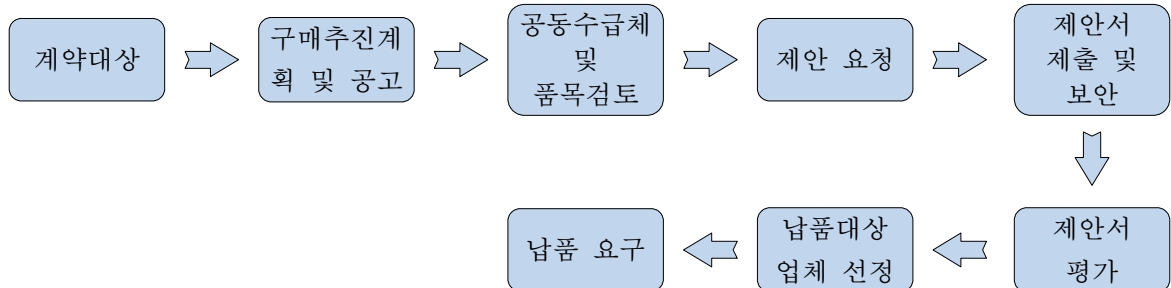 계약대상
구매추진계
획 및 공고
공동수급체
및
품목검토
제안 요청
제안서
제출 및
보안
제안서
평가
납품대상
업체 선정
납품 요구